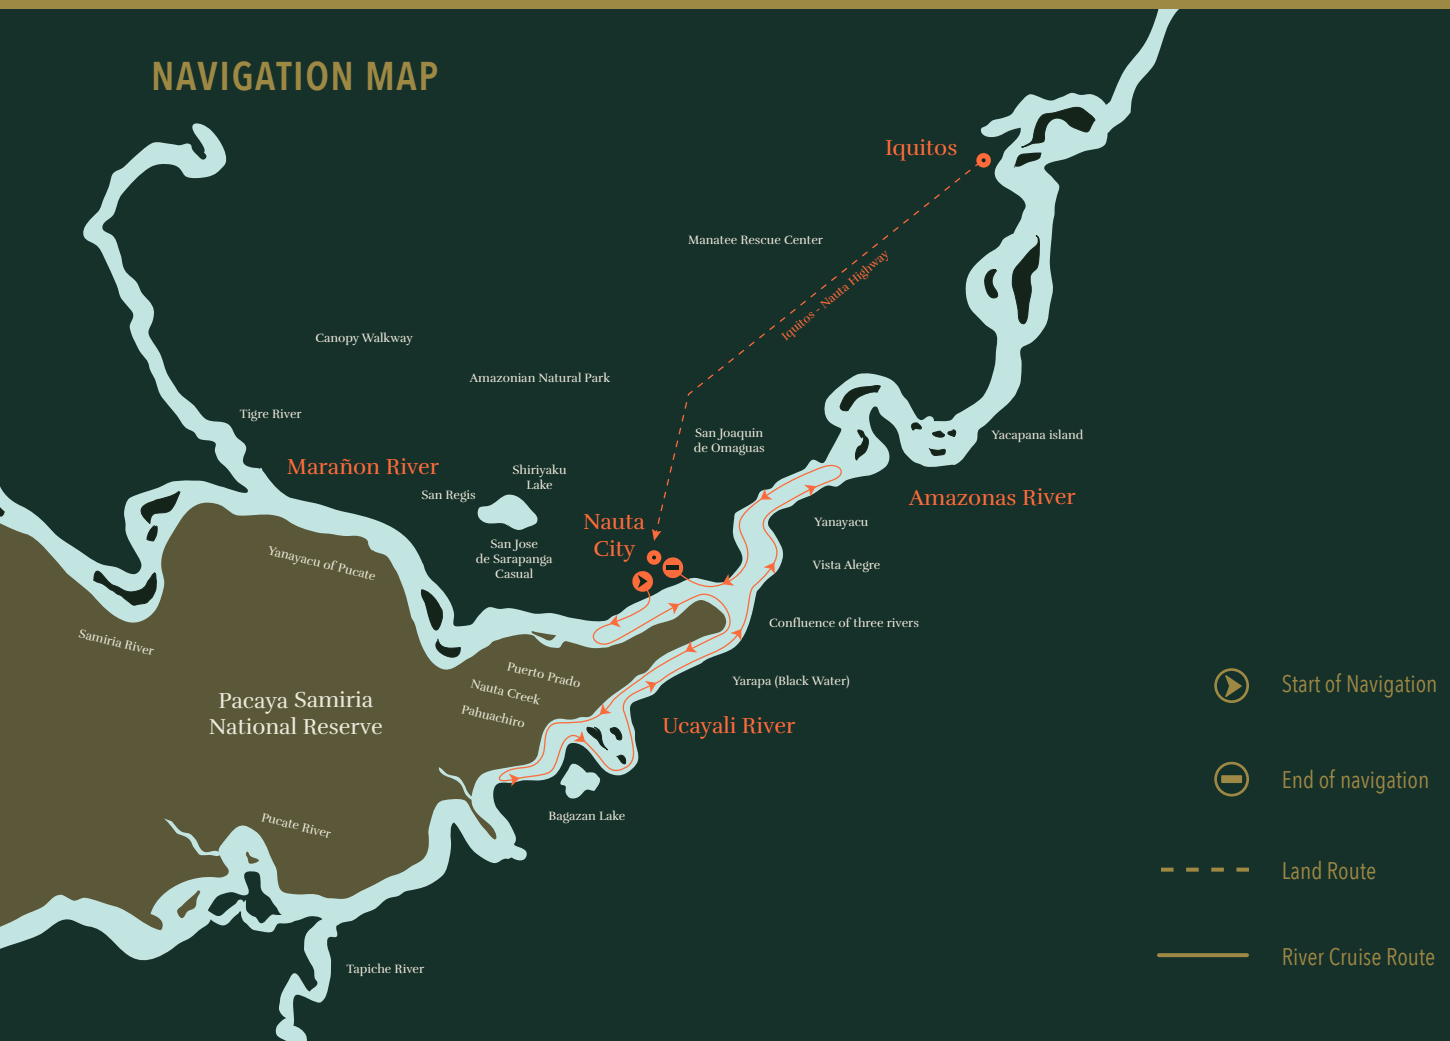 NAVIGATION MAP
Iquitos
Manatee Rescue Center
Iquitos - Nauta Highway
Canopy Walkway
Amazonian Natural Park
Tigre River
San Joaquin
de Omaguas
Yacapana island
Marañon River
Shiriyaku
Lake
San Regis
Amazonas River
Nauta
City
Yanayacu
San Jose
de Sarapanga
Casual
Yanayacu of Pucate
Vista Alegre
Samiria River
Confluence of three rivers
Puerto Prado
Nauta Creek
Pahuachiro
Yarapa (Black Water)
Pacaya Samiria
National Reserve
Ucayali River
Start of Navigation
End of navigation
Bagazan Lake
Pucate River
Land Route
River Cruise Route
Tapiche River